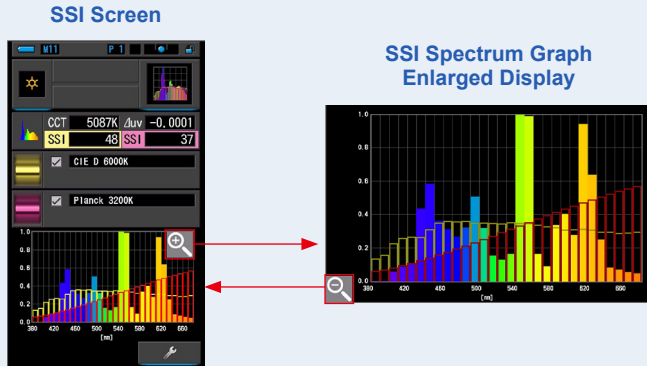 SSI Screen
M11 P 1
CCT 5087K ⊿uv -0.0001
SSI 48 SSI 37
CIE D 6000K
Planck 3200K
1.0
0.8
0.6
0.4
0.2
0.0
380 420 460 500 540 580 620 660
[nm]
SSI Spectrum Graph
Enlarged Display
1.0
0.8
0.6
0.4
0.2
0.0
380 420 460 500 540 580 620 660
[nm]